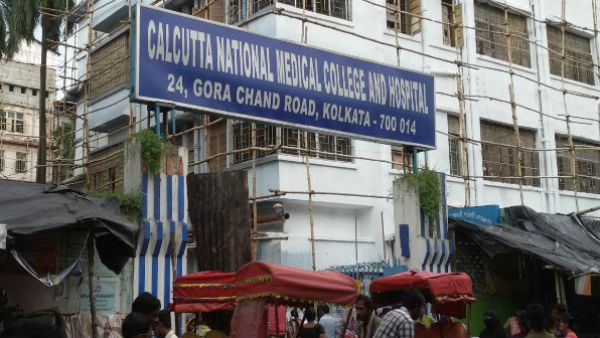 CALCUTTA NATIONAL MEDICAL COLLEGE AND HOSPITAL
24, GORA CHAND ROAD, KOLKATA - 700 014